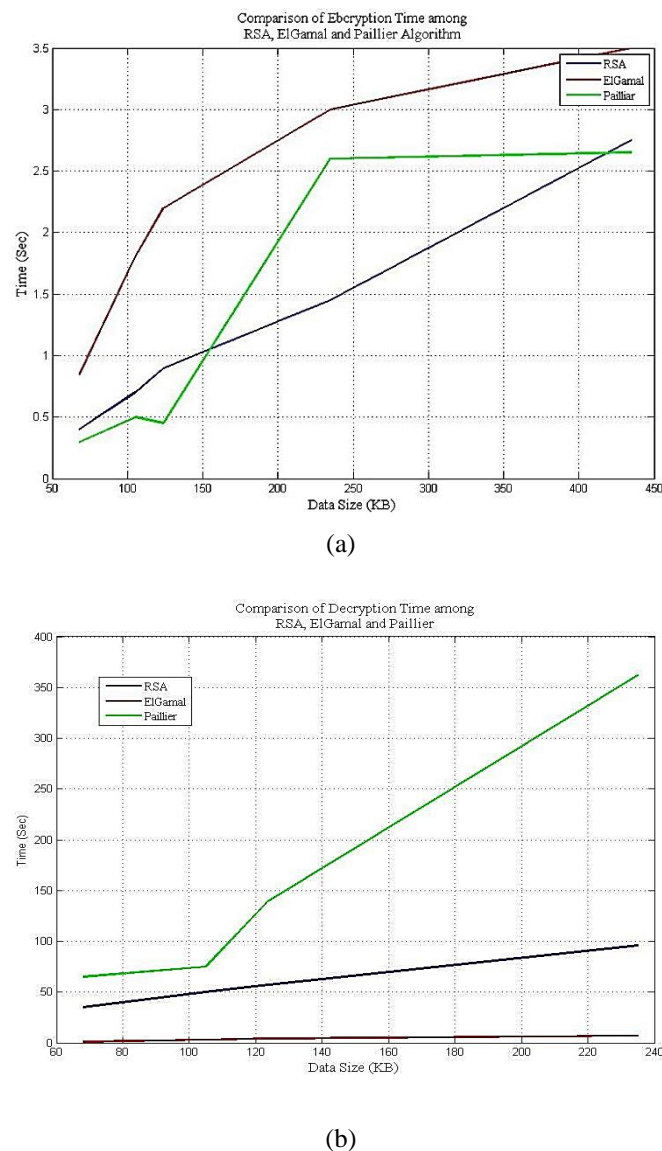 Comparison of Ebcryption Time among
RSA, ElGamal and Paillier Algorithm
3.5
3
2.5
2
1.5
1
0.5
0
Time (Sec)
RSA
ElGamal
Pailliar
50 100 150 200 250 300 350 400 450
Data Size (KB)
(a)
Comparison of Decryption Time among
RSA, ElGamal and Paillier
400
350
300
250
200
150
100
50
0
Time (Sec)
RSA
ElGamal
Paillier
60 80 100 120 140 160 180 200 220 240
Data Size (KB)
(b)